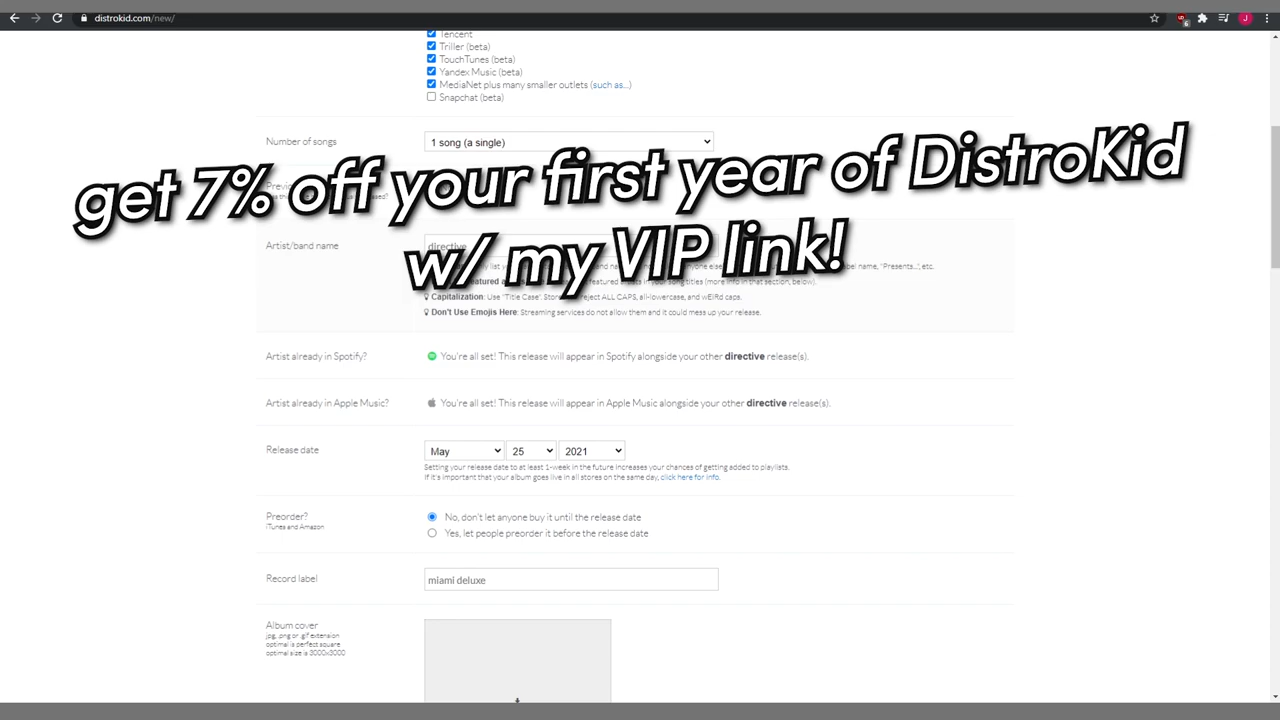 distrokid.com/new/
6
J
Tencent
Triller (beta)
TouchTunes (beta)
Yandex Music (beta)
MediaNet plus many smaller outlets (such as...)
Snapchat (beta)
Number of songs
1 song (a single)
get 7% off your first year of DistroKid
w/ my VIP link!
Artist/band name
directive
Capitalization: Use "Title Case". reject ALL CAPS, all-lowercase, and wEIRd caps.
Don't Use Emojis Here: Streaming services do not allow them and it could mess up your release.
Artist already in Spotify?
You're all set! This release will appear in Spotify alongside your other directive release(s).
Artist already in Apple Music?
You're all set! This release will appear in Apple Music alongside your other directive release(s).
Release date
May
25
2021
Setting your release date to at least 1-week in the future increases your chances of getting added to playlists.
If it's important that your album goes live in all stores on the same day, click here for info.
Preorder?
iTunes and Amazon
No, don't let anyone buy it until the release date
Yes, let people preorder it before the release date
Record label
miami deluxe
Album cover
jpg, .png or .gif extension
optimal is perfect square
optimal size is 3000x3000